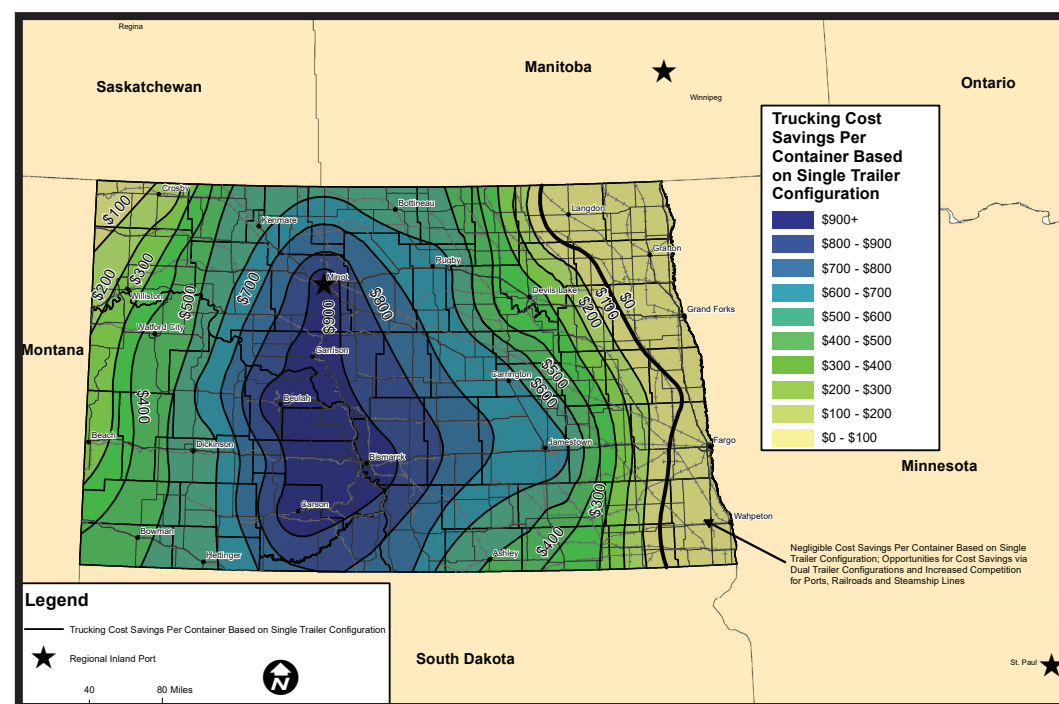 Regina
Saskatchewan
Manitoba
Winnipeg
Ontario
Trucking Cost
Savings Per
Container Based
on Single Trailer
Configuration
$900+
$800 - $900
$700 - $800
$600 - $700
$500 - $600
$400 - $500
$300 - $400
$200 - $300
$100 - $200
$0 - $100
Crosby
$100
Kenmare
Bottineau
Langdon
Grafton
Rugby
$200
$300
Williston
$500
$700
Minot
$800
$900
Devils Lake
$200
$100
$0
Grand Forks
Watford City
Montana
Garrison
$500
$600
Carrington
Beulah
$400
Beach
Dickinson
Bismarck
Jamestown
Fargo
Minnesota
Carson
$300
Wahpeton
Bowman
Hettinger
Ashley
$400
Negligible Cost Savings Per Container Based on Single
Trailer Configuration; Opportunities for Cost Savings via
Dual Trailer Configurations and Increased Competition
for Ports, Railroads and Steamship Lines
Legend
Trucking Cost Savings Per Container Based on Single Trailer Configuration
Regional Inland Port
N
40
80 Miles
South Dakota
St. Paul